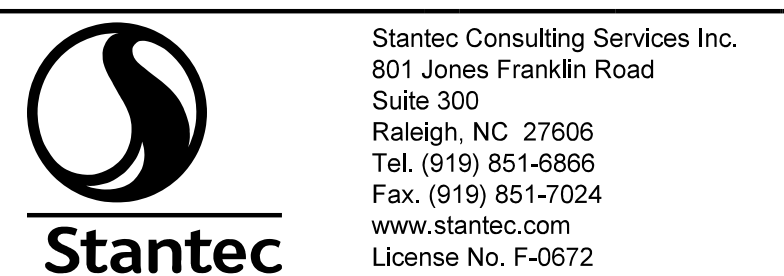 Stantec
Stantec Consulting Services Inc.
801 Jones Franklin Road
Suite 300
Raleigh, NC  27606
Tel. (919) 851-6866
Fax. (919) 851-7024
www.stantec.com
License No. F-0672